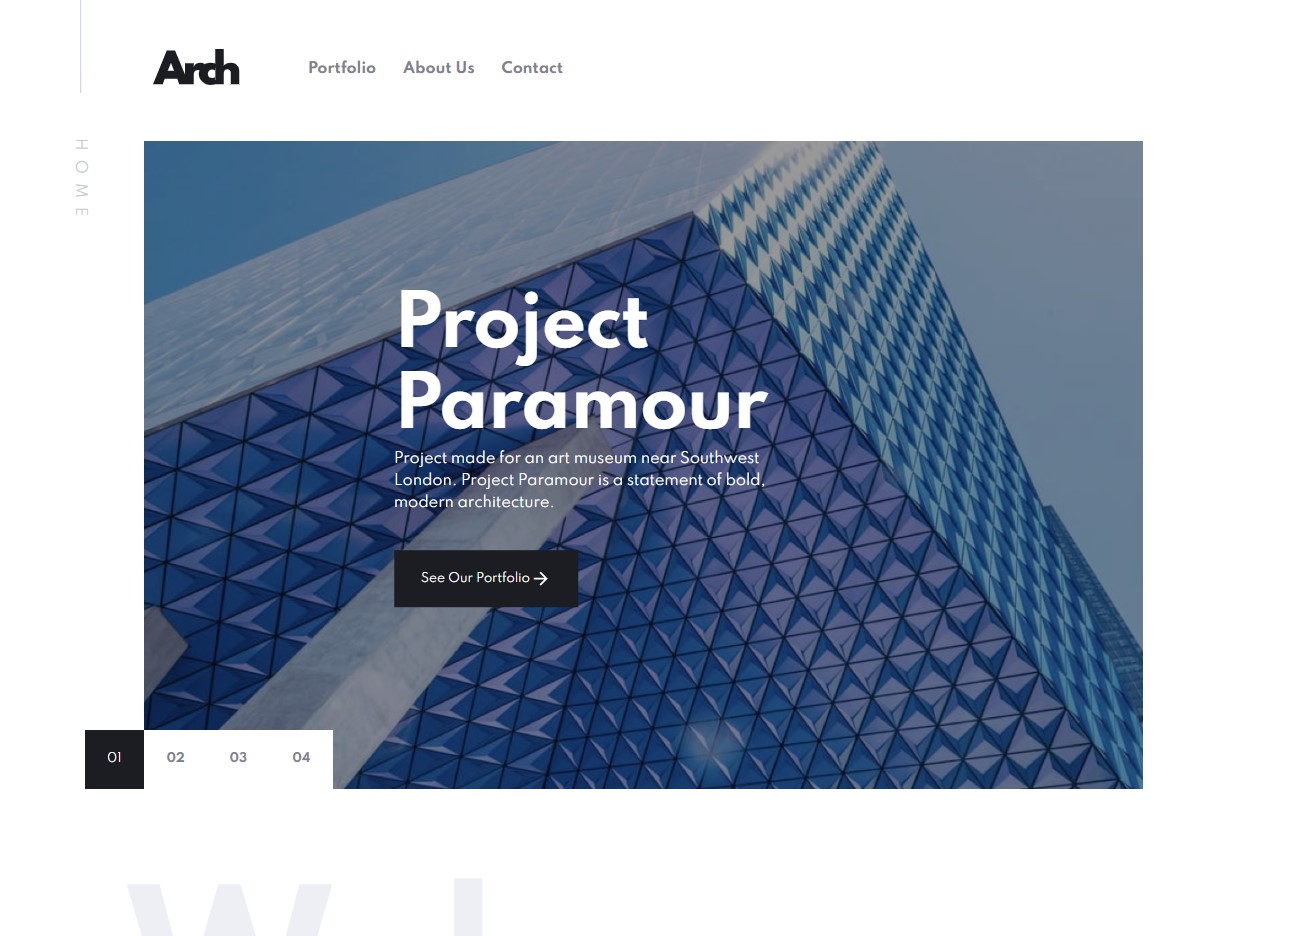 Arch
Portfolio About Us Contact
HOME
Project
Paramour
Project made for an art museum near Southwest
London. Project Paramour is a statement of bold,
modern architecture.
See Our Portfolio →
01 02 03 04